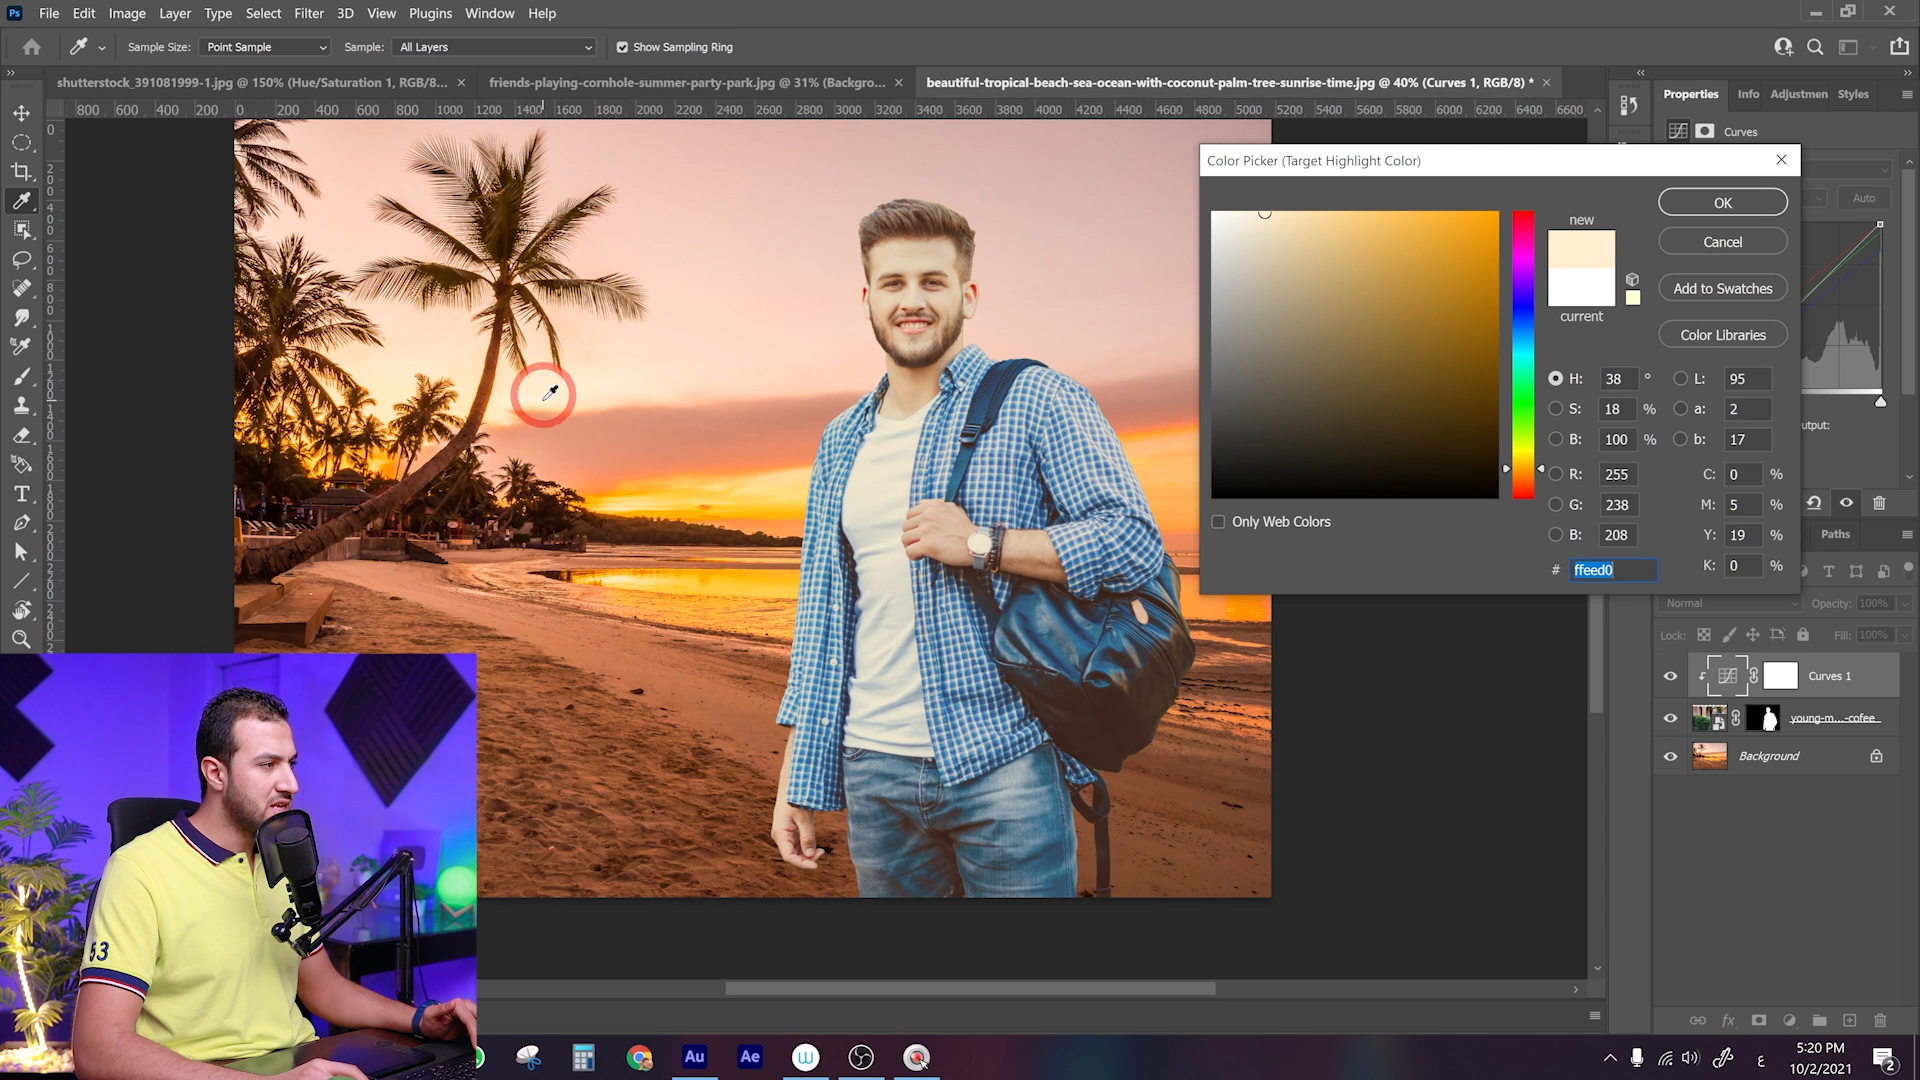 Ps File Edit Image Layer Type Select Filter 3D View Plugins Window Help
Sample Size: Point Sample Sample: All Layers Show Sampling Ring
shutterstock_391081999-1.jpg @ 150% (Hue/Saturation 1, RGB/8... × friends-playing-cornhole-summer-party-park.jpg @ 31% (Backgro... × beautiful-tropical-beach-sea-ocean-with-coconut-palm-tree-sunrise-time.jpg @ 40% (Curves 1, RGB/8) * ×
800 600 400 200 0 200 400 600 800 1000 1200 1400 1600 1800 2000 2200 2400 2600 2800 3000 3200 3400 3600 3800 4000 4200 4400 4600 4800 5000 5200 5400 5600 5800 6000 6200 6400 6600
Properties Info Adjustmen Styles
Curves
Auto
Color Picker (Target Highlight Color)
new
current
OK
Cancel
Add to Swatches
Color Libraries
H: 38 ° L: 95
S: 18 % a: 2
B: 100 % b: 17
R: 255 C: 0 %
G: 238 M: 5 %
B: 208 Y: 19 %
# ffeed0 K: 0 %
Only Web Colors
utput:
Paths
Normal Opacity: 100%
Lock: Fill: 100%
Curves 1
young-m...-cofee
Background
53
Au Ae W
ع
5:20 PM
10/2/2021
2